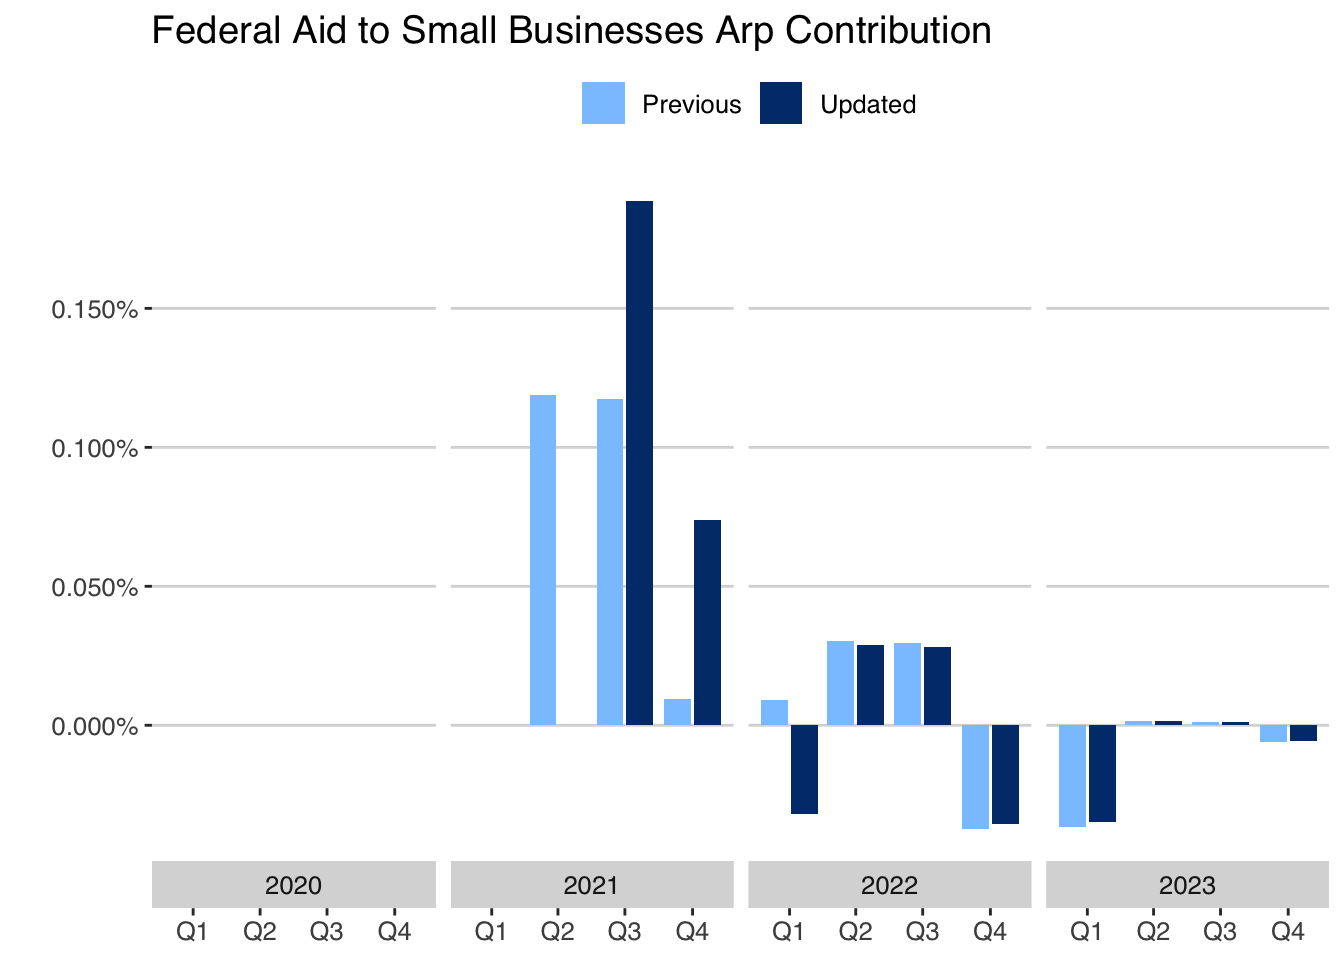 Federal Aid to Small Businesses Arp Contribution
Previous Updated
0.150%
0.100%
0.050%
0.000%
2020 2021 2022 2023
Q1 Q2 Q3 Q4 Q1 Q2 Q3 Q4 Q1 Q2 Q3 Q4 Q1 Q2 Q3 Q4